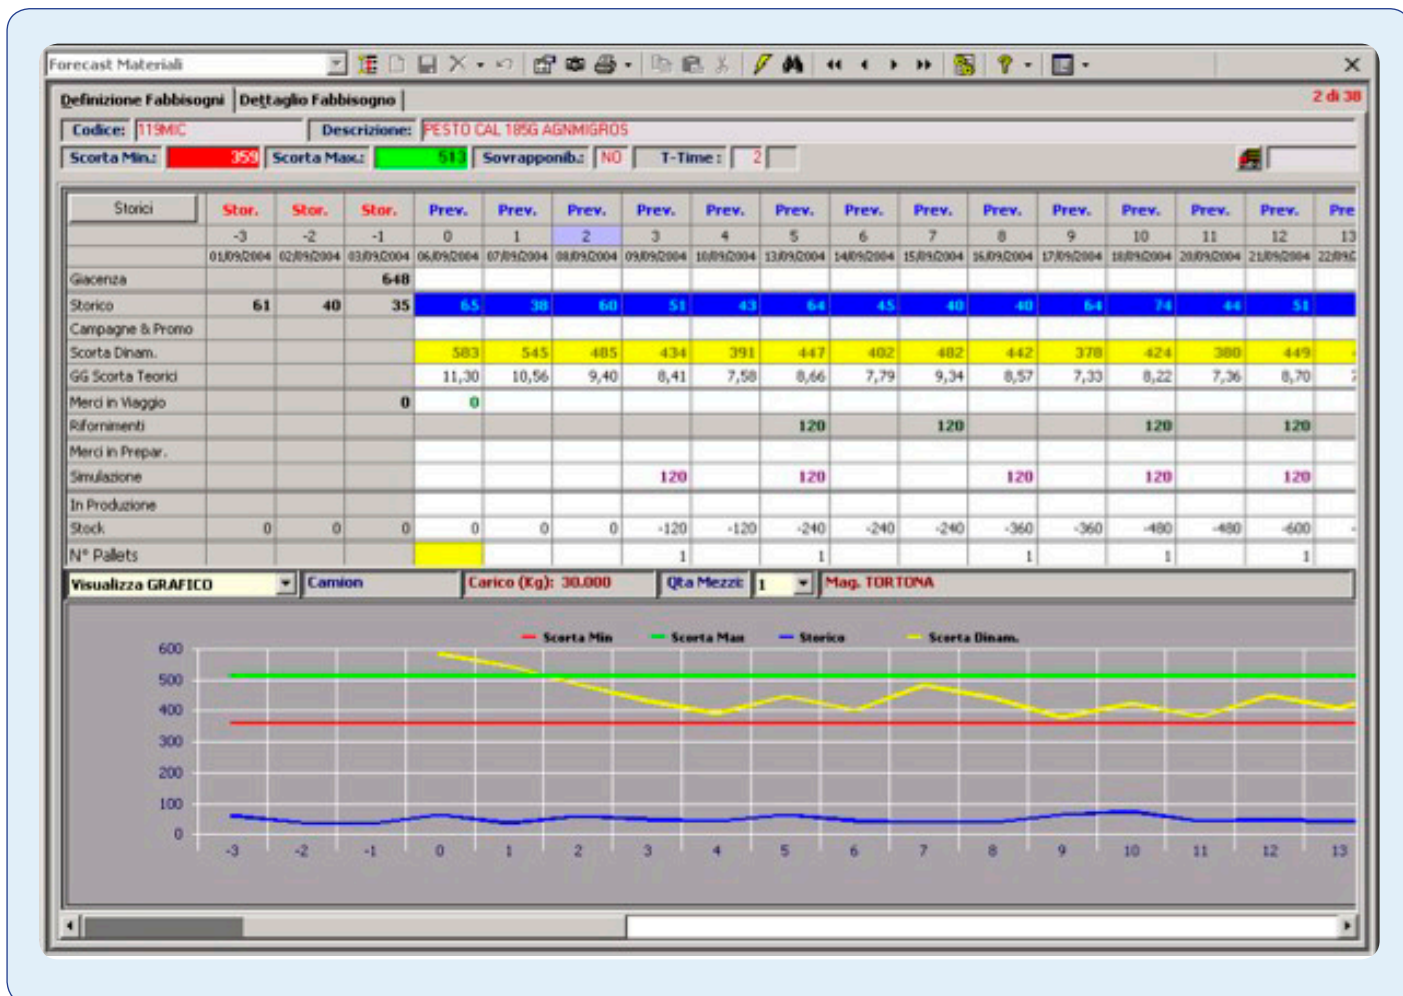 Forecast Materiali
Definizione Fabbisogni Dettaglio Fabbisogno 2 di 38
Codice: 119MIC Descrizione: PESTO CAL 185G AGNMIGROS
Scorta Min.: 359 Scorta Max.: 513 Sovrapponib.: NO T-Time : 2
Storici Stor. Stor. Stor. Prev. Prev. Prev. Prev. Prev. Prev. Prev. Prev. Prev. Prev. Prev. Prev. Prev. Pre
-3 -2 -1 0 1 2 3 4 5 6 7 8 9 10 11 12 13
01/09/2004 02/09/2004 03/09/2004 06/09/2004 07/09/2004 08/09/2004 09/09/2004 10/09/2004 13/09/2004 14/09/2004 15/09/2004 16/09/2004 17/09/2004 18/09/2004 20/09/2004 21/09/2004
Giacenza 648
Storico 61 40 35 65 38 60 51 43 64 45 40 40 64 74 44 51
Campagne & Promo
Scorta Dinam. 583 545 485 434 391 447 402 482 442 378 424 380 449
GG Scorta Teorici 11,30 10,56 9,40 8,41 7,58 8,66 7,79 9,34 8,57 7,33 8,22 7,36 8,70
Merci in Viaggio 0 0
Rifornimenti 120 120 120 120
Merci in Prepar.
Simulazione 120 120 120 120 120
In Produzione
Stock 0 0 0 0 0 0 -120 -120 -240 -240 -240 -360 -360 -480 -480 -600
N° Pallets 1 1 1 1 1
Visualizza GRAFICO Camion Carico (Kg): 30.000 Qta Mezzi: 1 Mag. TORTONA
Scorta Min Scorta Max Storico Scorta Dinam.
600
500
400
300
200
100
0
-3 -2 -1 0 1 2 3 4 5 6 7 8 9 10 11 12 13